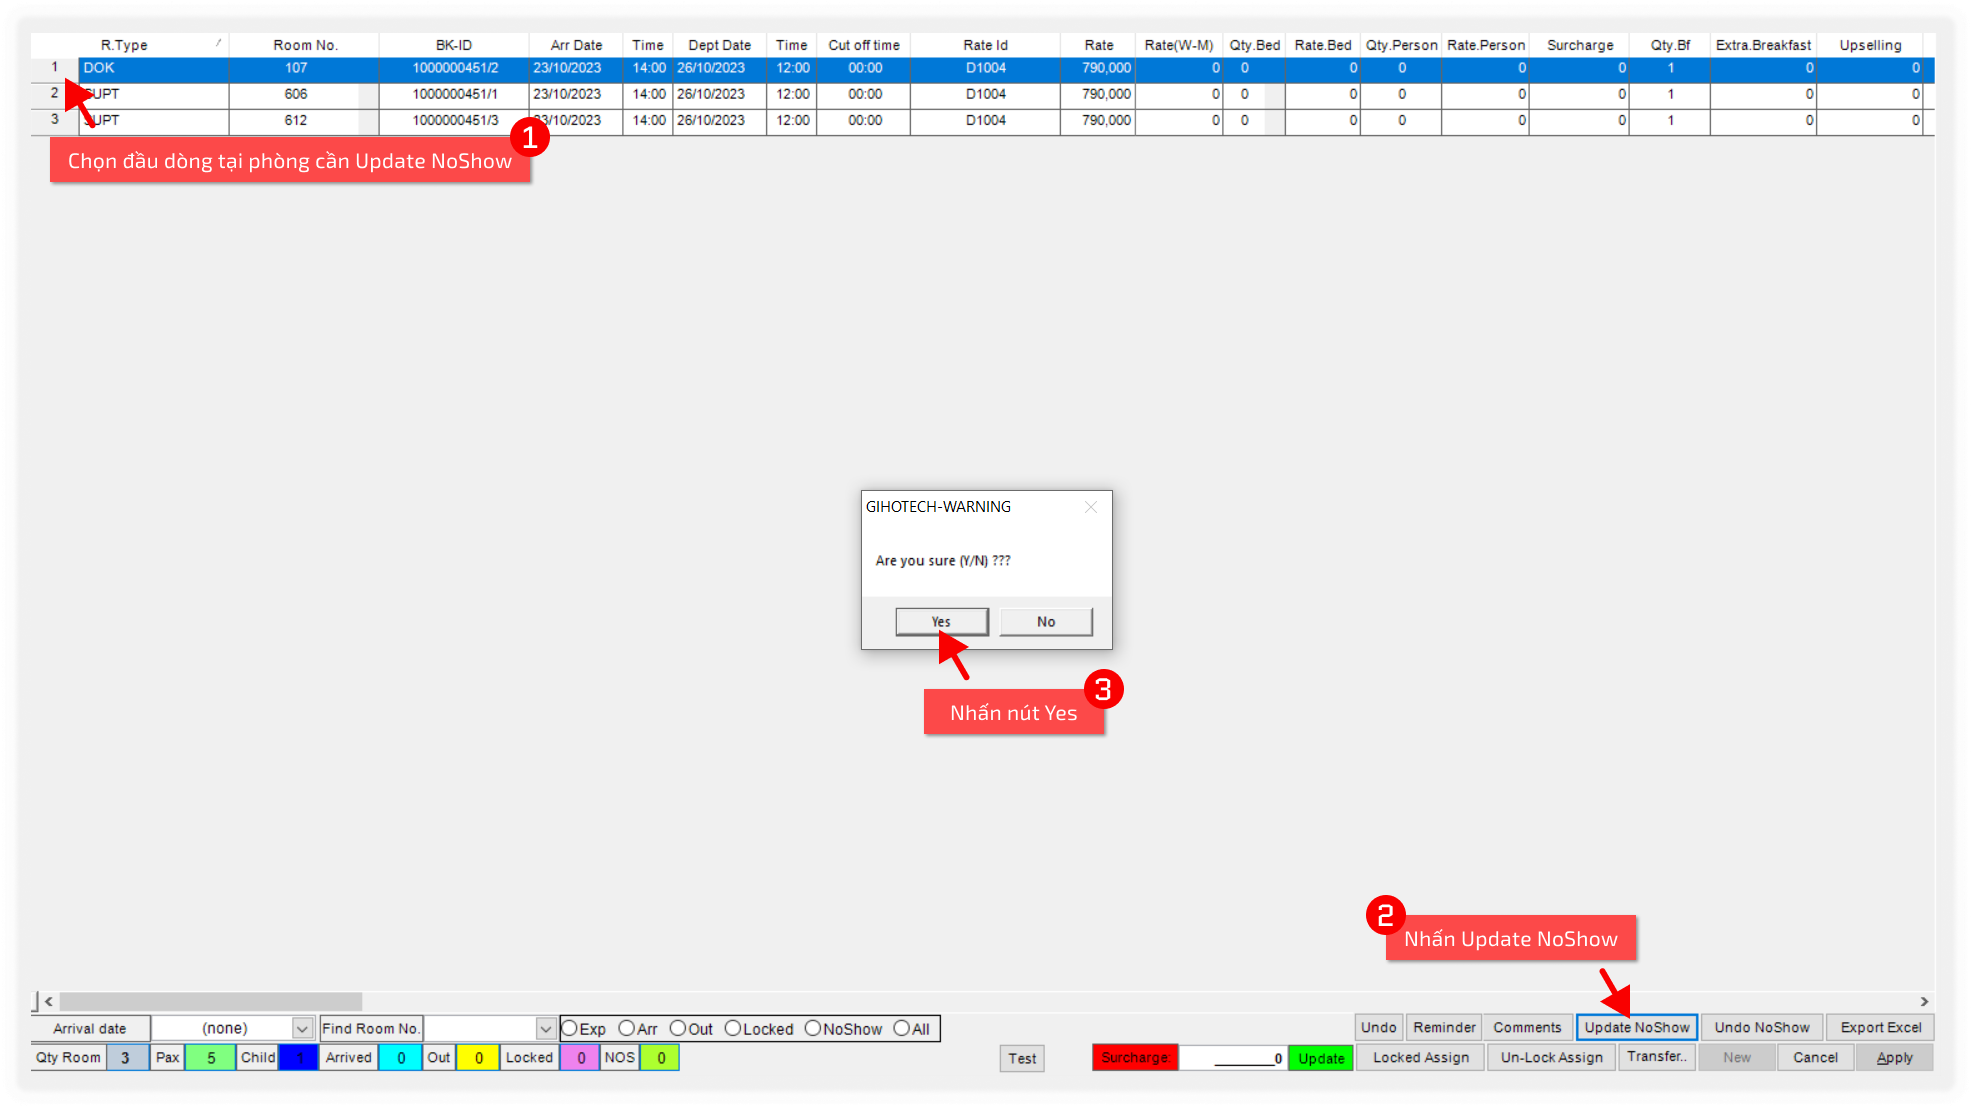 R.Type Room No. BK-ID Arr Date Time Dept Date Time Cut off time Rate Id Rate Rate(W-M) Qty.Bed Rate.Bed Qty.Person Rate.Person Surcharge Qty.Bf Extra.Breakfast Upselling
1 DOK 107 1000000451/2 23/10/2023 14:00 26/10/2023 12:00 00:00 D1004 790,000 0 0 0 0 0 0 1 0 0
2 SUPT 606 1000000451/1 23/10/2023 14:00 26/10/2023 12:00 00:00 D1004 790,000 0 0 0 0 0 0 1 0 0
3 SUPT 612 1000000451/3 23/10/2023 14:00 26/10/2023 12:00 00:00 D1004 790,000 0 0 0 0 0 0 1 0 0
1
Chọn đầu dòng tại phòng cần Update NoShow
GIHOTECH-WARNING
Are you sure (Y/N) ???
Yes No
3
Nhấn nút Yes
2
Nhấn Update NoShow
Arrival date (none) Find Room No. Exp Arr Out Locked NoShow All Undo Reminder Comments Update NoShow Undo NoShow Export Excel
Qty Room 3 Pax 5 Child 1 Arrived 0 Out 0 Locked 0 NOS 0 Test Surcharge: 0 Update Locked Assign Un-Lock Assign Transfer.. New Cancel Apply